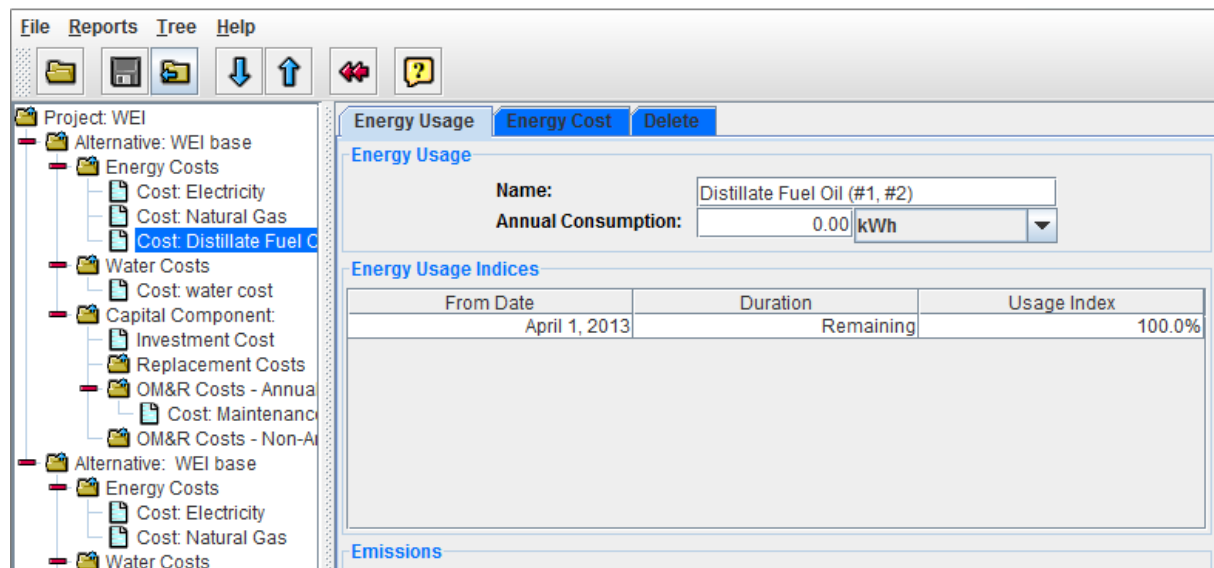 File Reports Tree Help
Project: WEI
Alternative: WEI base
Energy Costs
Cost: Electricity
Cost: Natural Gas
Cost: Distillate Fuel O
Water Costs
Cost: water cost
Capital Component:
Investment Cost
Replacement Costs
OM&R Costs - Annual
Cost: Maintenance
OM&R Costs - Non-An
Alternative: WEI base
Energy Costs
Cost: Electricity
Cost: Natural Gas
Water Costs
Energy Usage Energy Cost Delete
Energy Usage
Name: Distillate Fuel Oil (#1, #2)
Annual Consumption: 0.00 kWh
Energy Usage Indices
From Date Duration Usage Index
April 1, 2013 Remaining 100.0%
Emissions